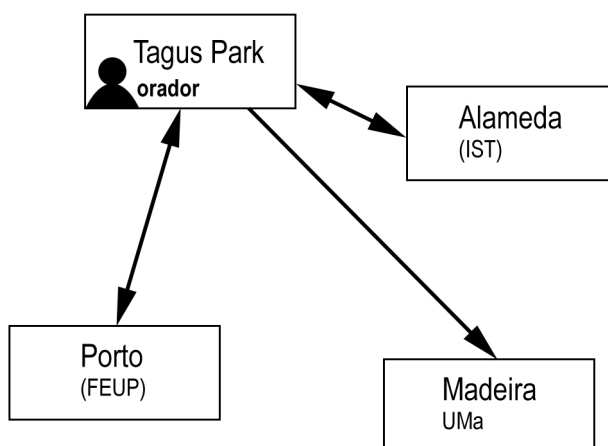 Tagus Park
orador
Alameda
(IST)
Porto
(FEUP)
Madeira
UMa